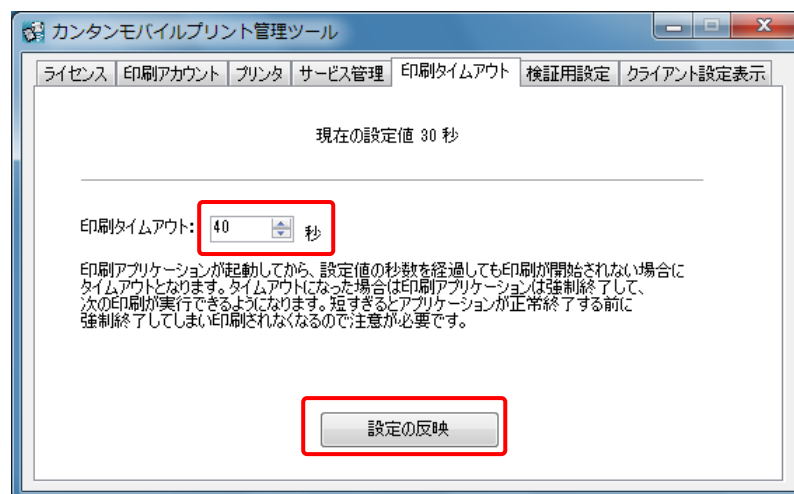 カンタンモバイルプリント管理ツール
ライセンス 印刷アカウント プリンタ サービス管理 印刷タイムアウト 検証用設定 クライアント設定表示
現在の設定値 30 秒
印刷タイムアウト: 40 秒
印刷アプリケーションが起動してから、設定値の秒数を経過しても印刷が開始されない場合に
タイムアウトとなります。タイムアウトになった場合は印刷アプリケーションは強制終了して、
次の印刷が実行できるようになります。短すぎるとアプリケーションが正常終了する前に
強制終了してしまい印刷されなくなるので注意が必要です。
設定の反映